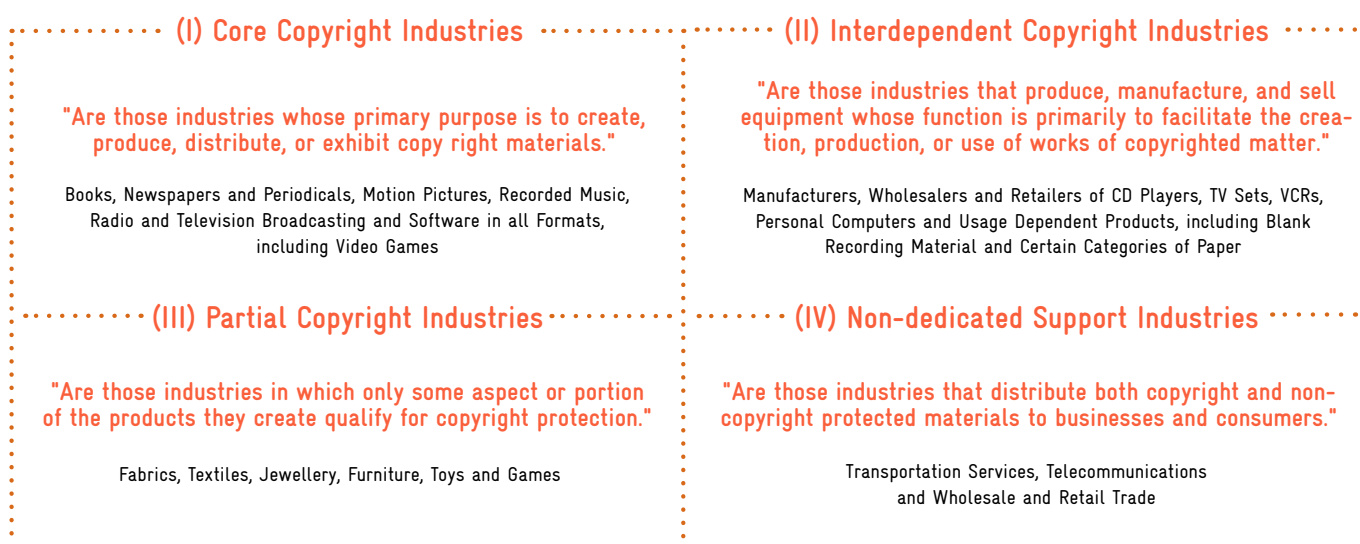 (I) Core Copyright Industries
"Are those industries whose primary purpose is to create,
produce, distribute, or exhibit copy right materials."
Books, Newspapers and Periodicals, Motion Pictures, Recorded Music,
Radio and Television Broadcasting and Software in all Formats,
including Video Games
(II) Interdependent Copyright Industries
"Are those industries that produce, manufacture, and sell
equipment whose function is primarily to facilitate the crea-
tion, production, or use of works of copyrighted matter."
Manufacturers, Wholesalers and Retailers of CD Players, TV Sets, VCRs,
Personal Computers and Usage Dependent Products, including Blank
Recording Material and Certain Categories of Paper
(III) Partial Copyright Industries
"Are those industries in which only some aspect or portion
of the products they create qualify for copyright protection."
Fabrics, Textiles, Jewellery, Furniture, Toys and Games
(IV) Non-dedicated Support Industries
"Are those industries that distribute both copyright and non-
copyright protected materials to businesses and consumers."
Transportation Services, Telecommunications
and Wholesale and Retail Trade